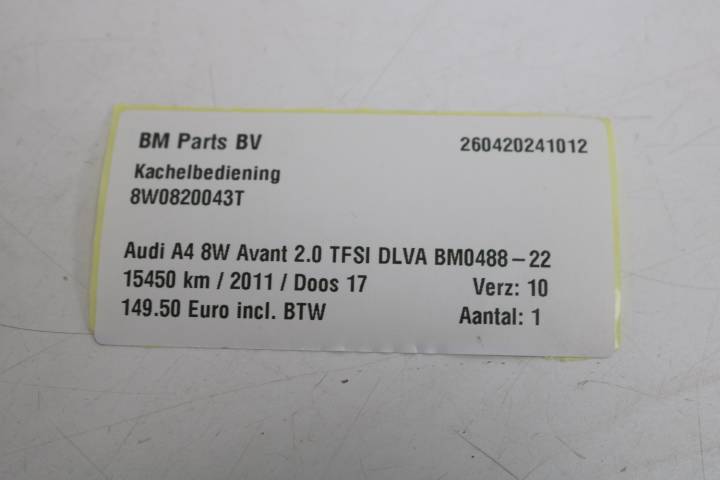 BM Parts BV 260420241012
Kachelbediening
8W0820043T
Audi A4 8W Avant 2.0 TFSI DLVA BM0488-22
15450 km / 2011 / Doos 17 Verz: 10
149.50 Euro incl. BTW Aantal: 1